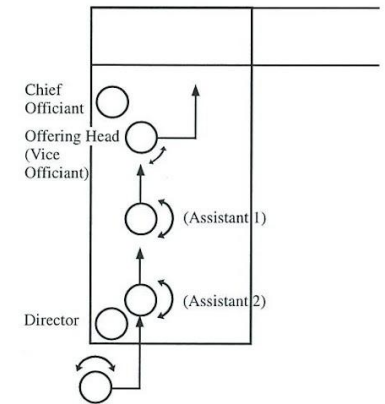 Chief
Officiant
Offering Head
(Vice
Officiant)
(Assistant 1)
(Assistant 2)
Director